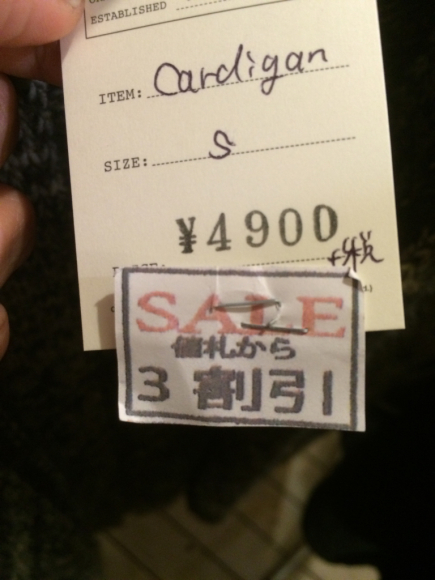 ESTABLISHED
ITEM: Cardigan
SIZE: S
¥4900
+税
SALE
値札から
3割引